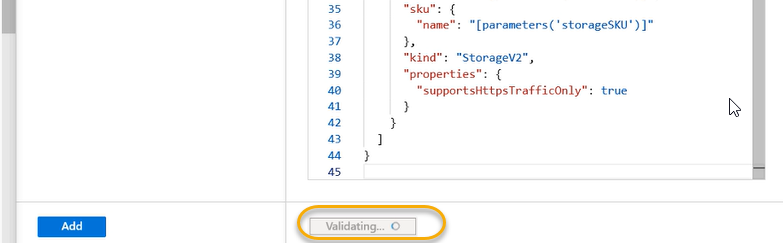 35 "sku": {
36 "name": "[parameters('storageSKU')]"
37 },
38 "kind": "StorageV2",
39 "properties": {
40 "supportsHttpsTrafficOnly": true
41 }
42 }
43 ]
44 }
45
Add
Validating...